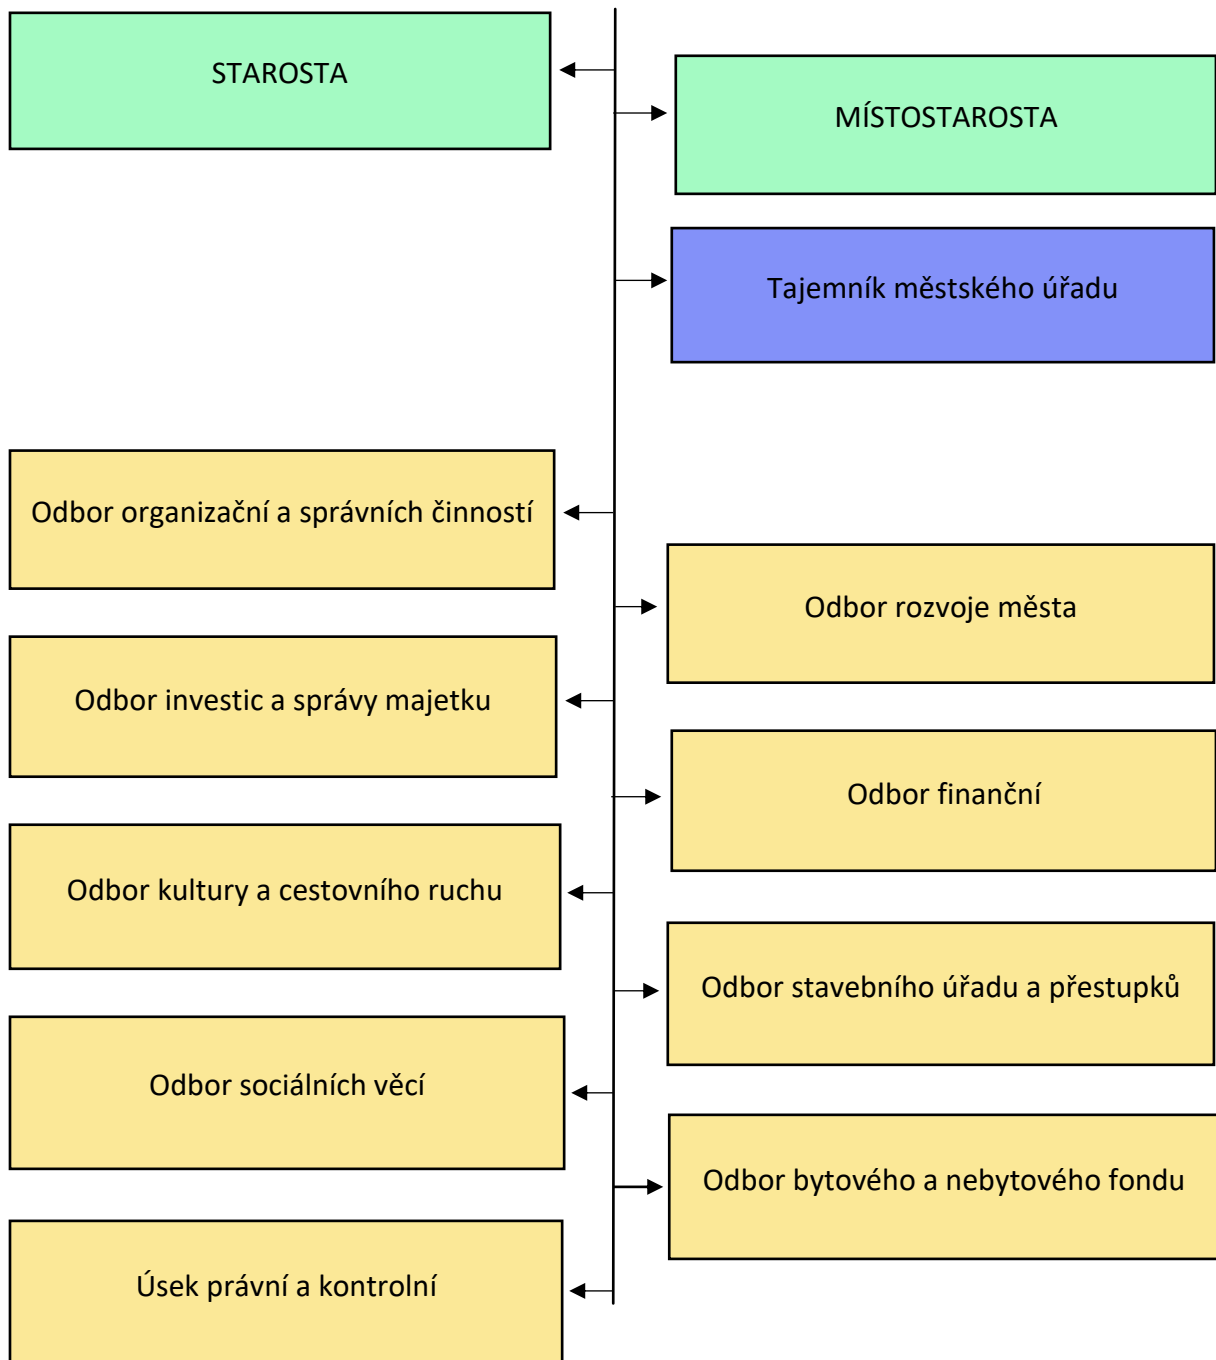 STAROSTA
MÍSTOSTAROSTA
Tajemník městského úřadu
Odbor organizační a správních činností
Odbor rozvoje města
Odbor investic a správy majetku
Odbor finanční
Odbor kultury a cestovního ruchu
Odbor stavebního úřadu a přestupků
Odbor sociálních věcí
Odbor bytového a nebytového fondu
Úsek právní a kontrolní